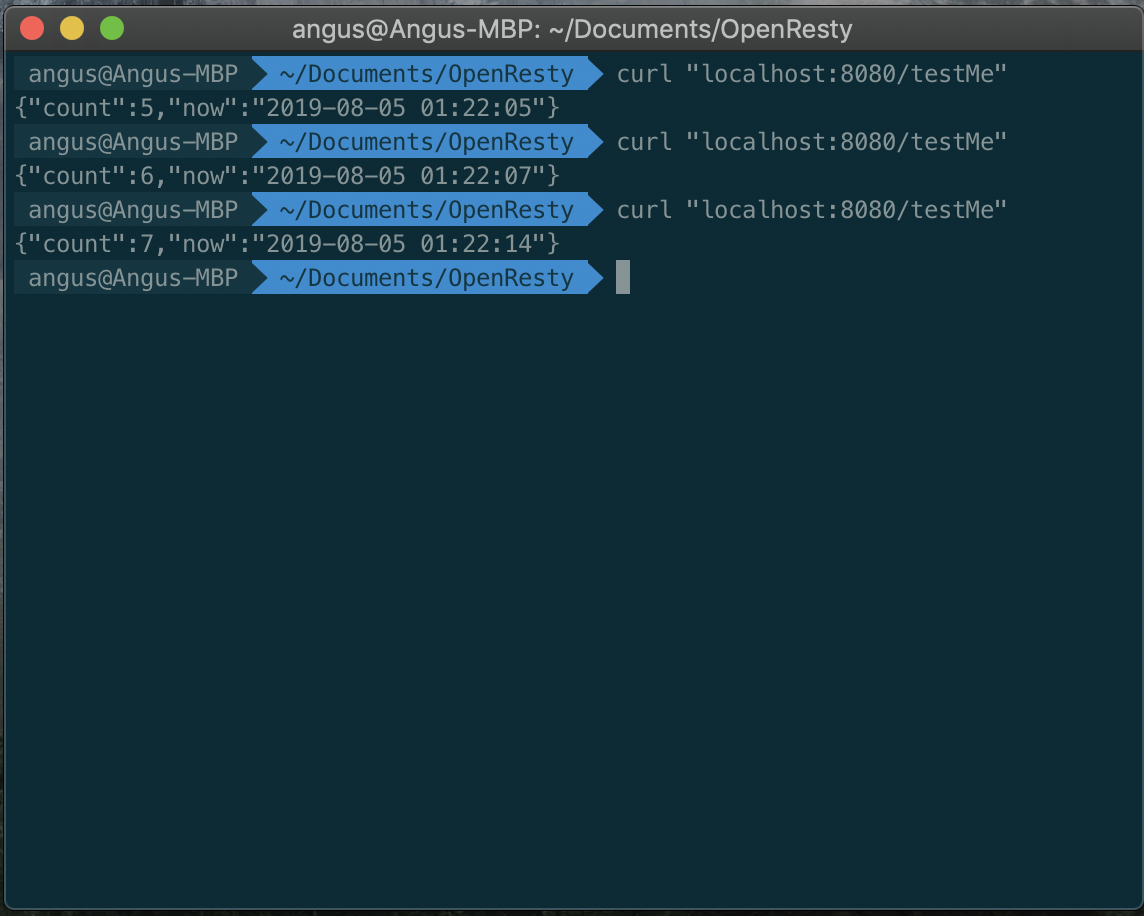 angus@Angus-MBP: ~/Documents/OpenResty
angus@Angus-MBP ~/Documents/OpenResty curl "localhost:8080/testMe"
{"count":5,"now":"2019-08-05 01:22:05"}
angus@Angus-MBP ~/Documents/OpenResty curl "localhost:8080/testMe"
{"count":6,"now":"2019-08-05 01:22:07"}
angus@Angus-MBP ~/Documents/OpenResty curl "localhost:8080/testMe"
{"count":7,"now":"2019-08-05 01:22:14"}
angus@Angus-MBP ~/Documents/OpenResty